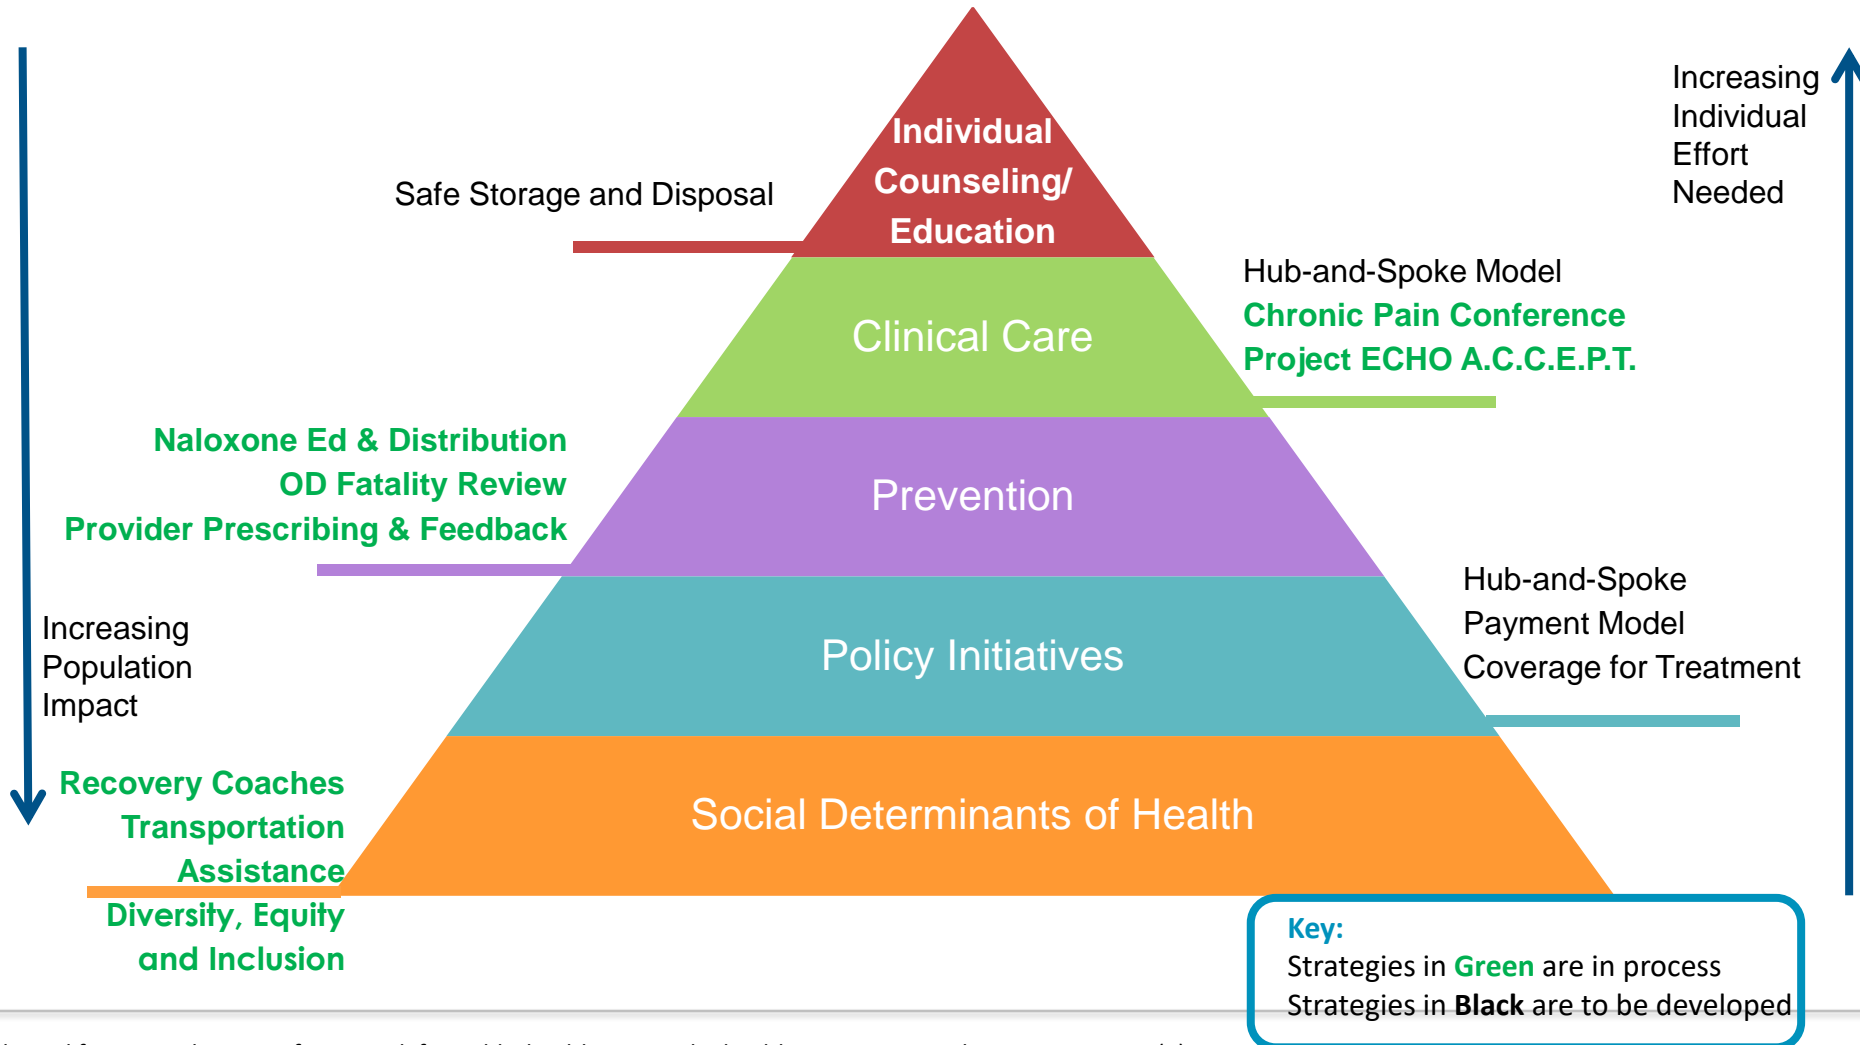 Individual
Counseling/
Education
Safe Storage and Disposal
Increasing
Individual
Effort
Needed
Clinical Care
Hub-and-Spoke Model
Chronic Pain Conference
Project ECHO A.C.C.E.P.T.
Prevention
Naloxone Ed & Distribution
OD Fatality Review
Provider Prescribing & Feedback
Policy Initiatives
Hub-and-Spoke
Payment Model
Coverage for Treatment
Increasing
Population
Impact
Social Determinants of Health
Recovery Coaches
Transportation
Assistance
Diversity, Equity
and Inclusion
Key:
Strategies in Green are in process
Strategies in Black are to be developed